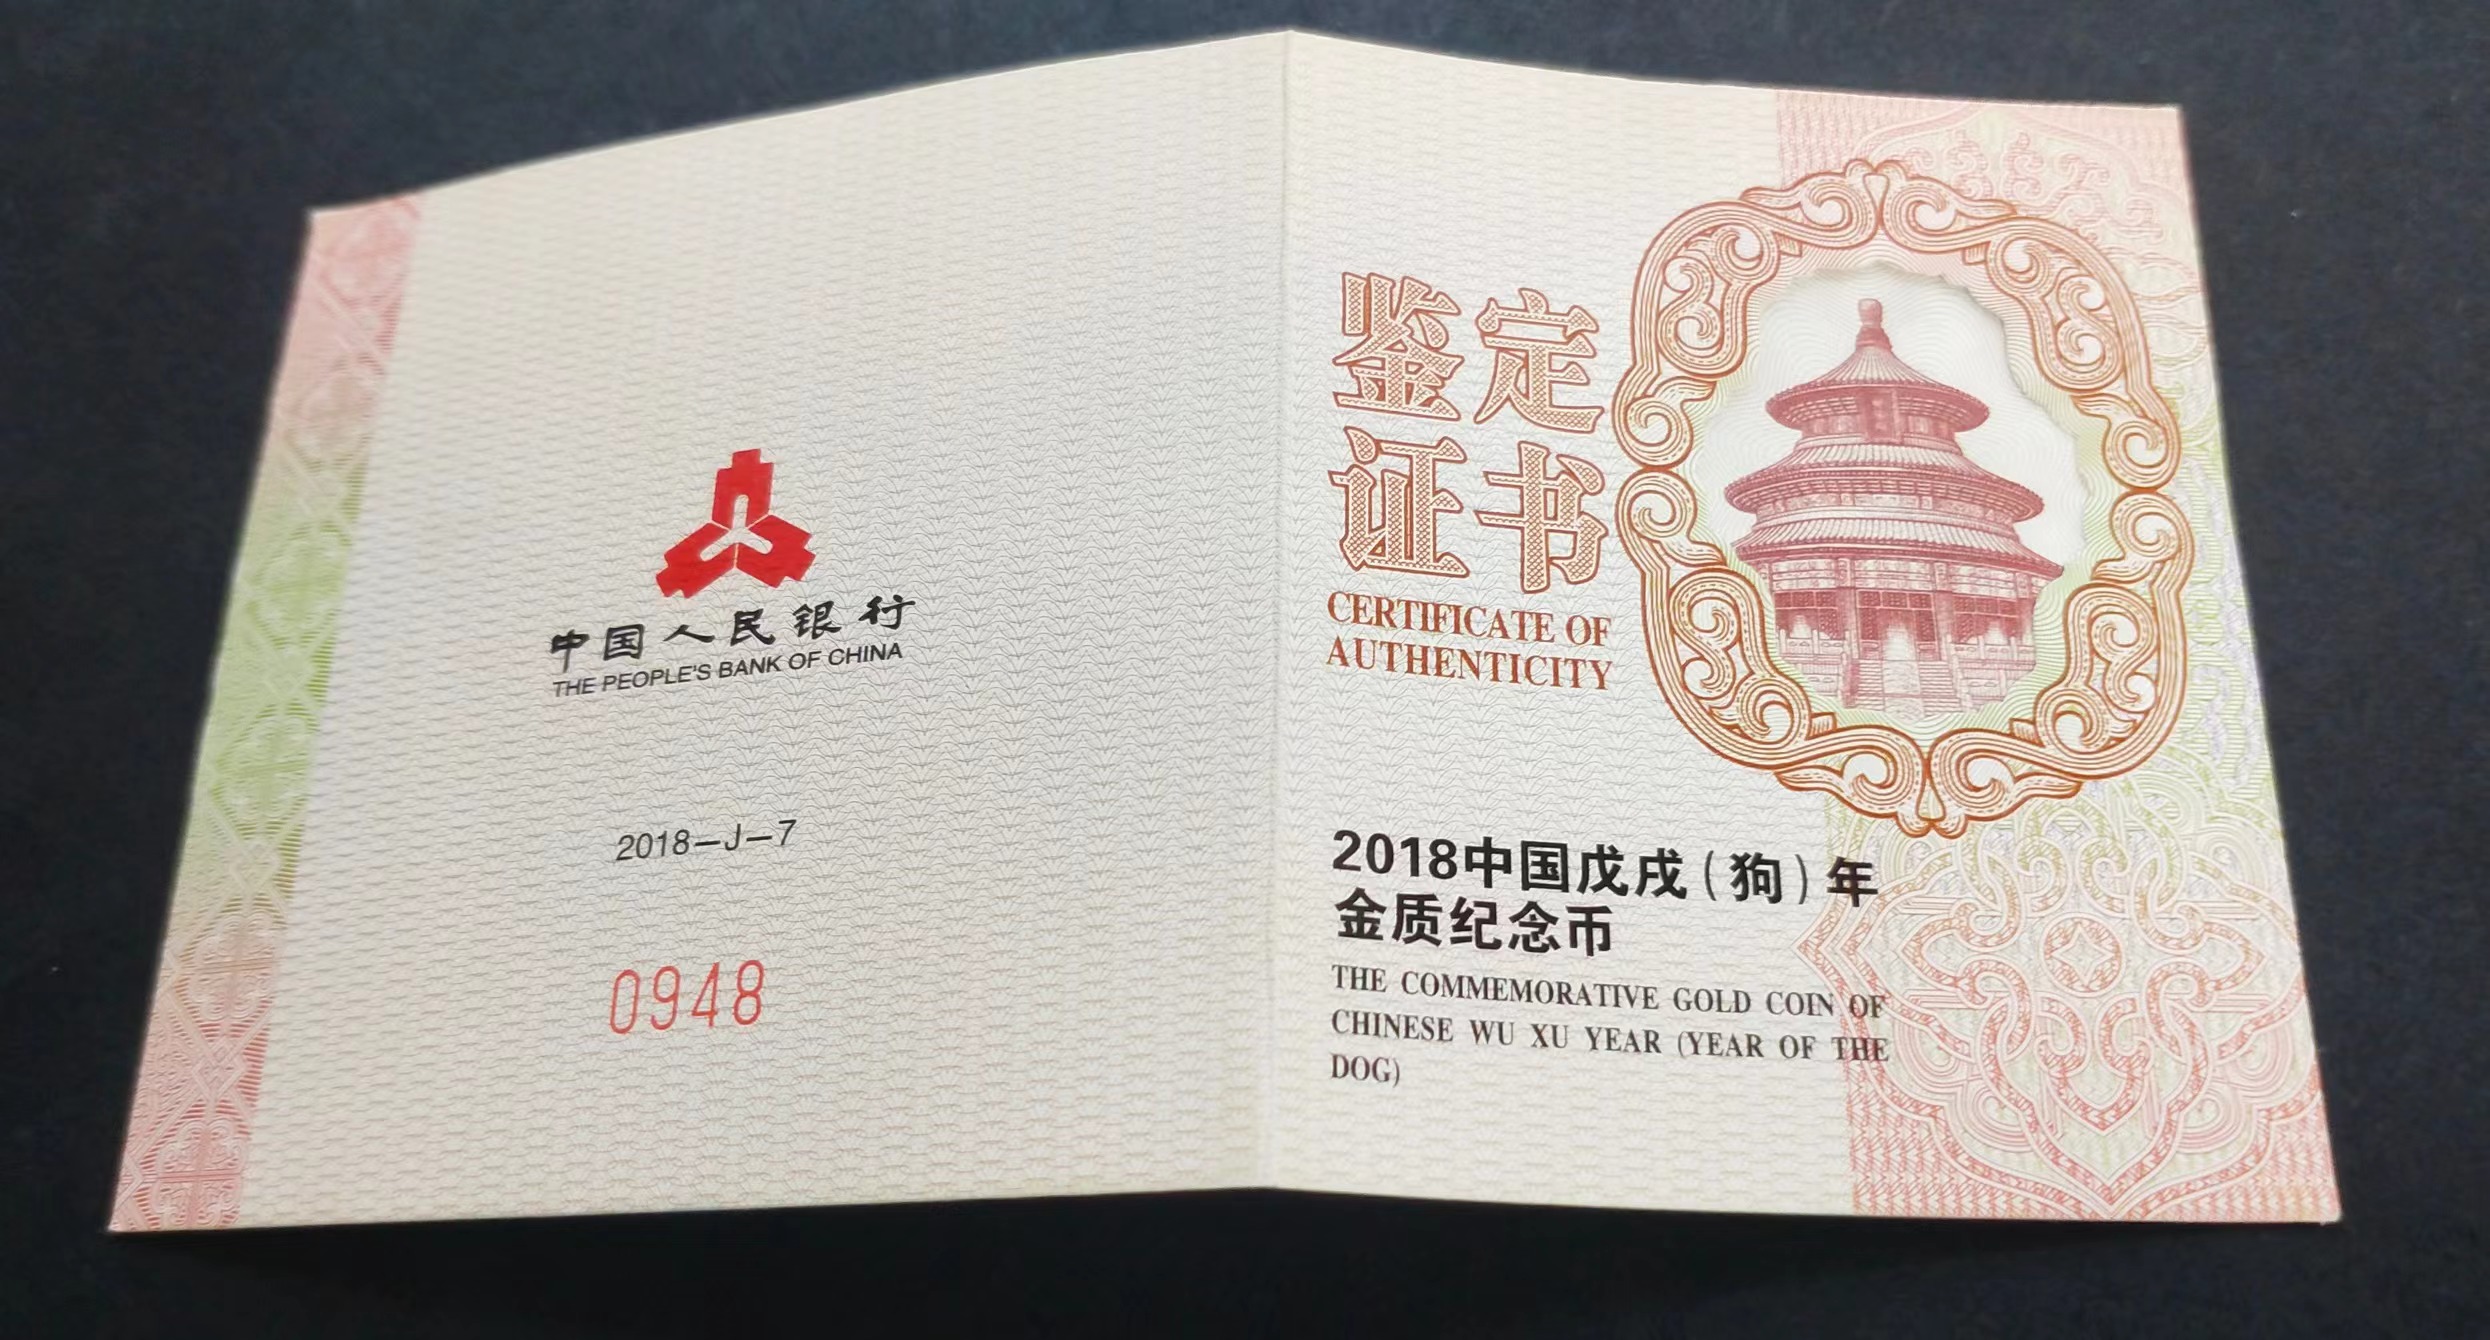 中国人民银行
THE PEOPLE'S BANK OF CHINA
2018-J-7
0948
鉴定
证书
CERTIFICATE OF
AUTHENTICITY
2018中国戊戌（狗）年
金质纪念币
THE COMMEMORATIVE GOLD COIN OF
CHINESE WU XU YEAR (YEAR OF THE
DOG)